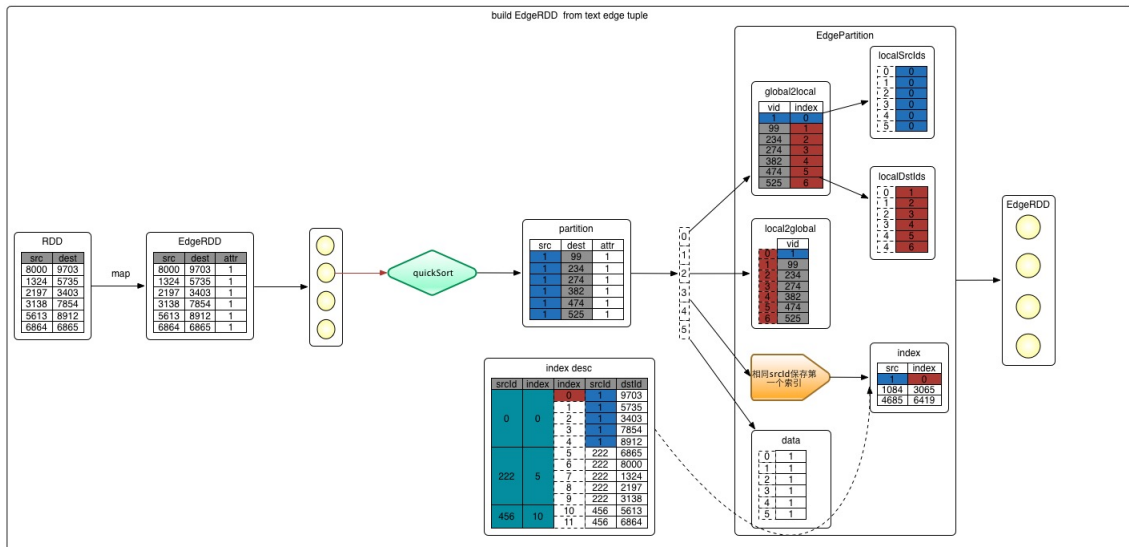 build EdgeRDD from text edge tuple
RDD
src dest
8000 9703
1324 5735
2197 3403
3138 7854
5613 8912
6864 6865
map
EdgeRDD
src dest attr
8000 9703 1
1324 5735 1
2197 3403 1
3138 7854 1
5613 8912 1
6864 6865 1
quickSort
partition
src dest attr
1 99 1
1 234 1
1 274 1
1 382 1
1 474 1
1 525 1
0
1
2
3
4
5
index desc
srcId index index srcId dstId
0 0
0 1 9703
1 1 5735
2 1 3403
3 1 7854
4 1 8912
222 5
5 222 6865
6 222 8000
7 222 1324
8 222 2197
9 222 3138
456 10
10 456 5613
11 456 6864
EdgePartition
global2local
vid index
1 0
99 1
234 2
274 3
382 4
474 5
525 6
localSrcIds
0 0
1 0
2 0
3 0
4 0
5 0
localDstIds
0 1
1 2
2 3
3 4
4 5
4 6
local2global
vid
0 1
1 99
2 234
3 274
4 382
5 474
6 525
相同srcId保存第
一个索引
index
src index
1 0
1084 3065
4685 6419
data
0 1
1 1
2 1
3 1
4 1
5 1
EdgeRDD